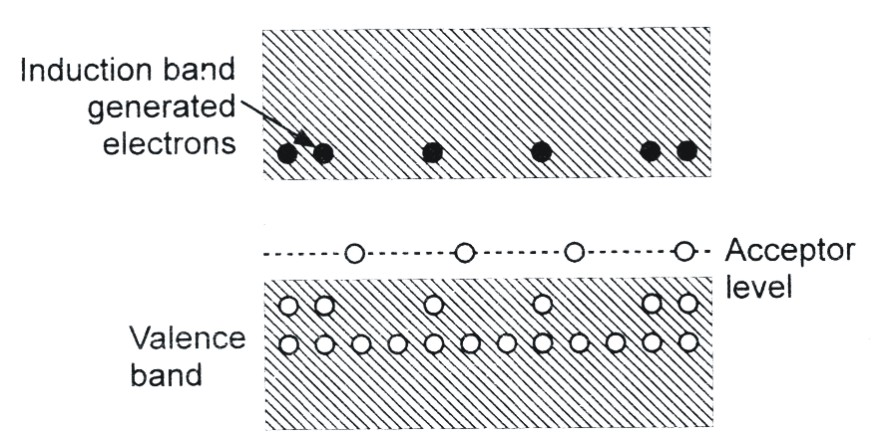 Induction band
generated
electrons
Acceptor
level
Valence
band